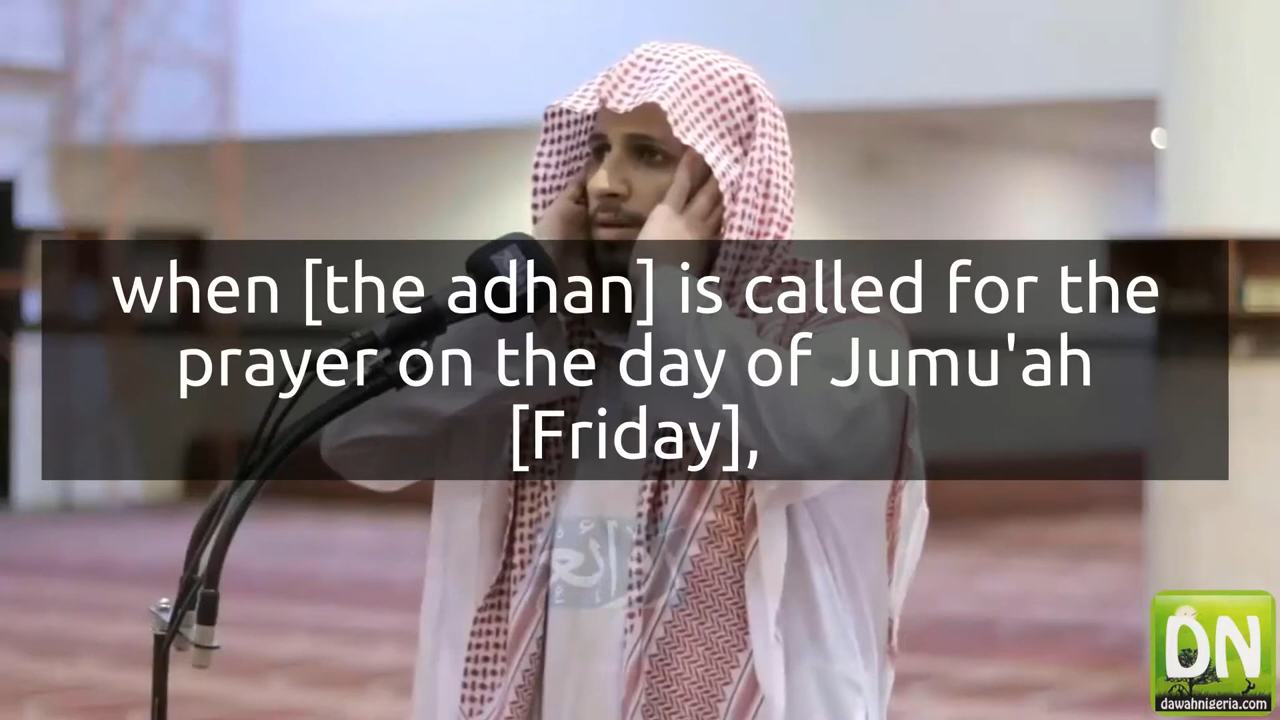 when [the adhan] is called for the
prayer on the day of Jumu'ah
[Friday],
DN
dawahnigeria.com